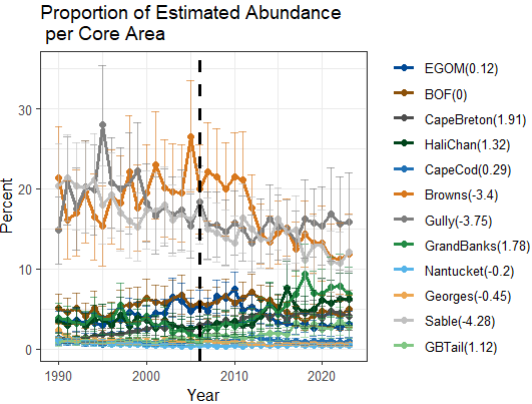 Proportion of Estimated Abundance
per Core Area
30
20
10
0
Percent
1990
2000
2010
2020
Year
EGOM(0.12)
BOF(0)
CapeBreton(1.91)
HaliChan(1.32)
CapeCod(0.29)
Browns(-3.4)
Gully(-3.75)
GrandBanks(1.78)
Nantucket(-0.2)
Georges(-0.45)
Sable(-4.28)
GBTail(1.12)